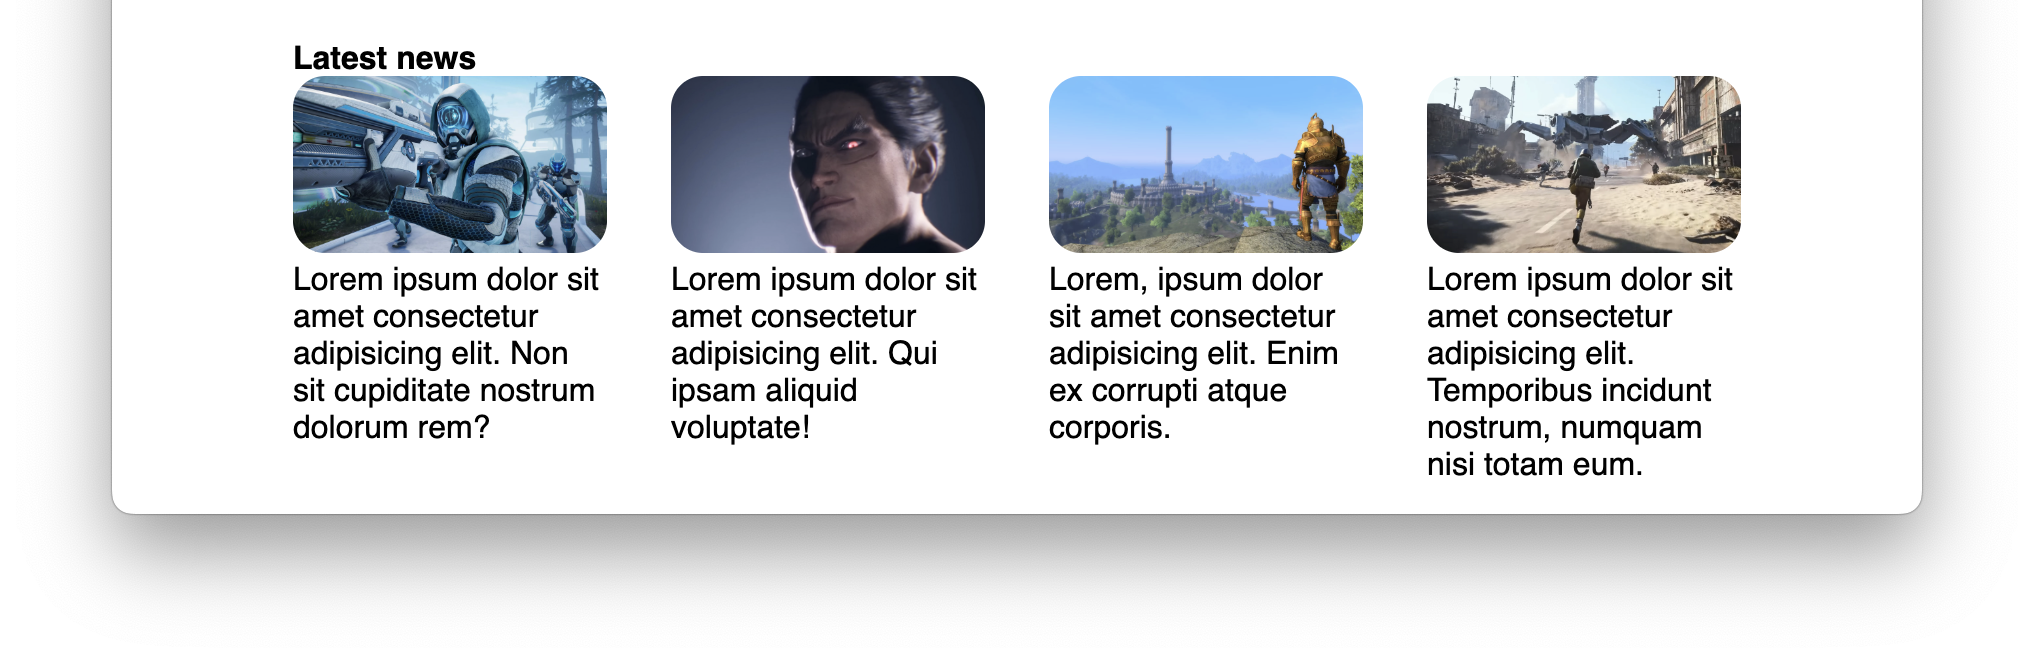 Latest news
Lorem ipsum dolor sit
amet consectetur
adipisicing elit. Non
sit cupiditate nostrum
dolorum rem?
Lorem ipsum dolor sit
amet consectetur
adipisicing elit. Qui
ipsam aliquid
voluptate!
Lorem, ipsum dolor
sit amet consectetur
adipisicing elit. Enim
ex corrupti atque
corporis.
Lorem ipsum dolor sit
amet consectetur
adipisicing elit.
Temporibus incidunt
nostrum, numquam
nisi totam eum.